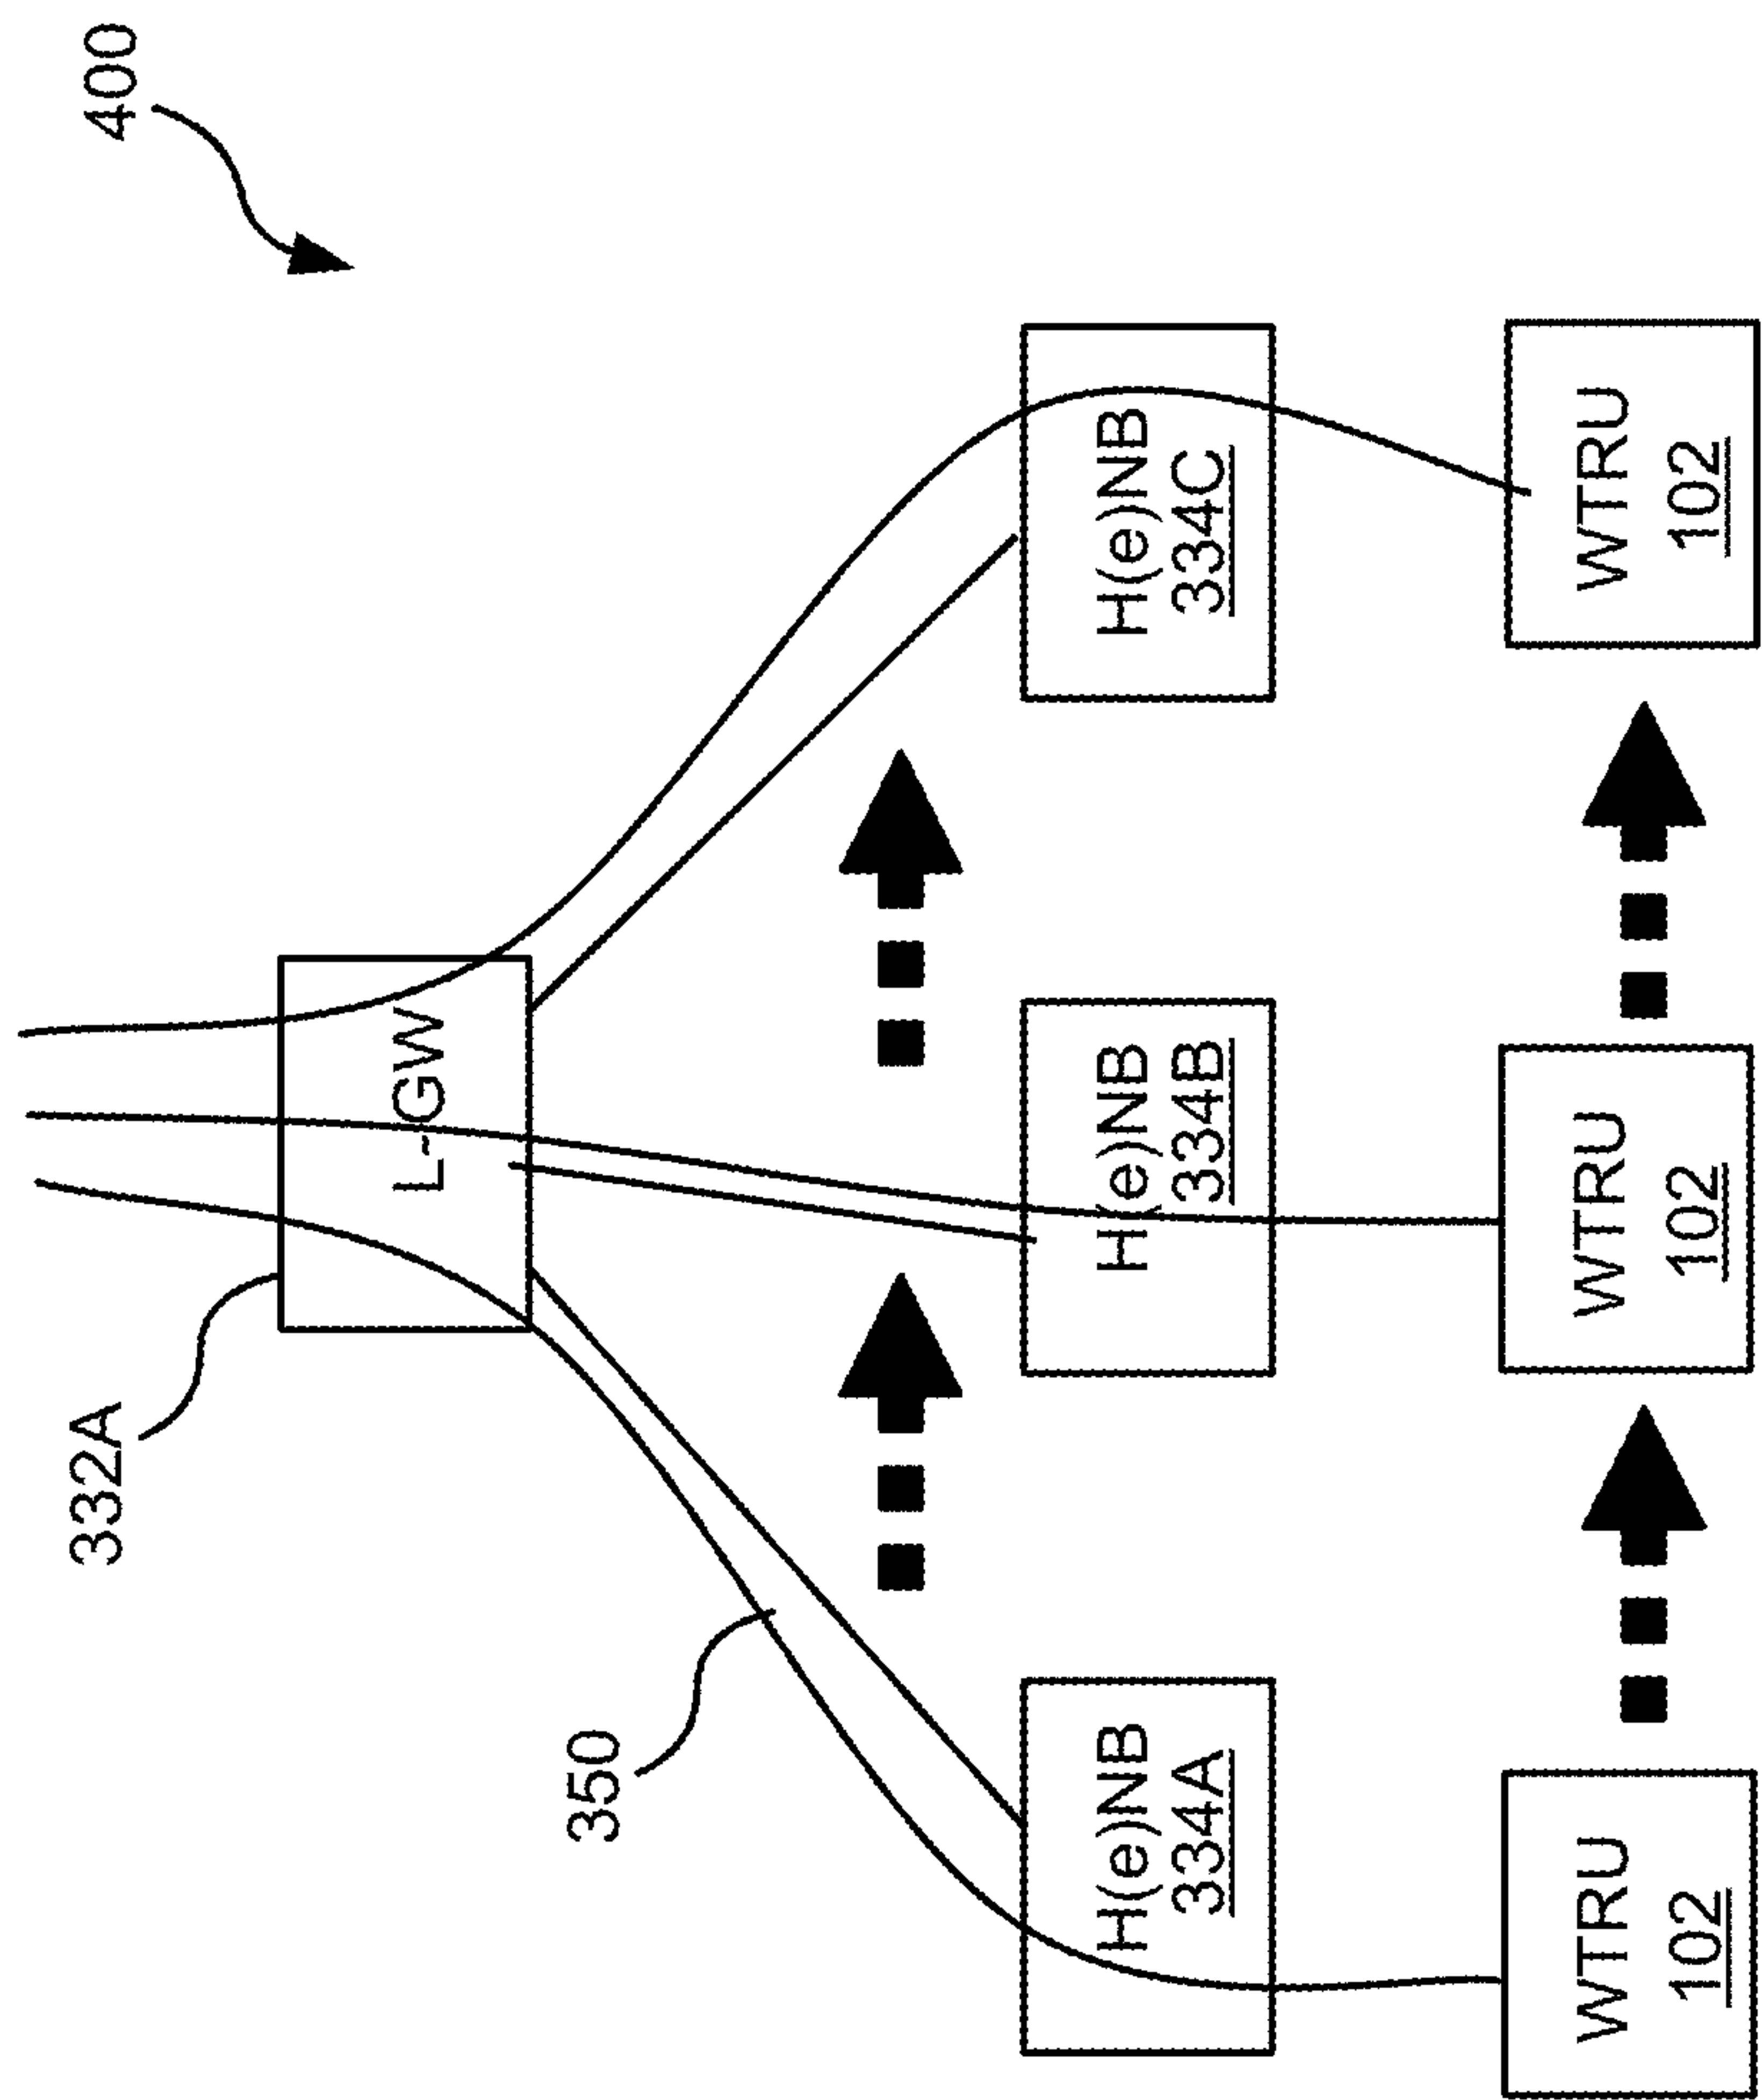 332A
400
L-GW
350
H(e)NB
334A
H(e)NB
334B
H(e)NB
334C
WTRU
102
WTRU
102
WTRU
102